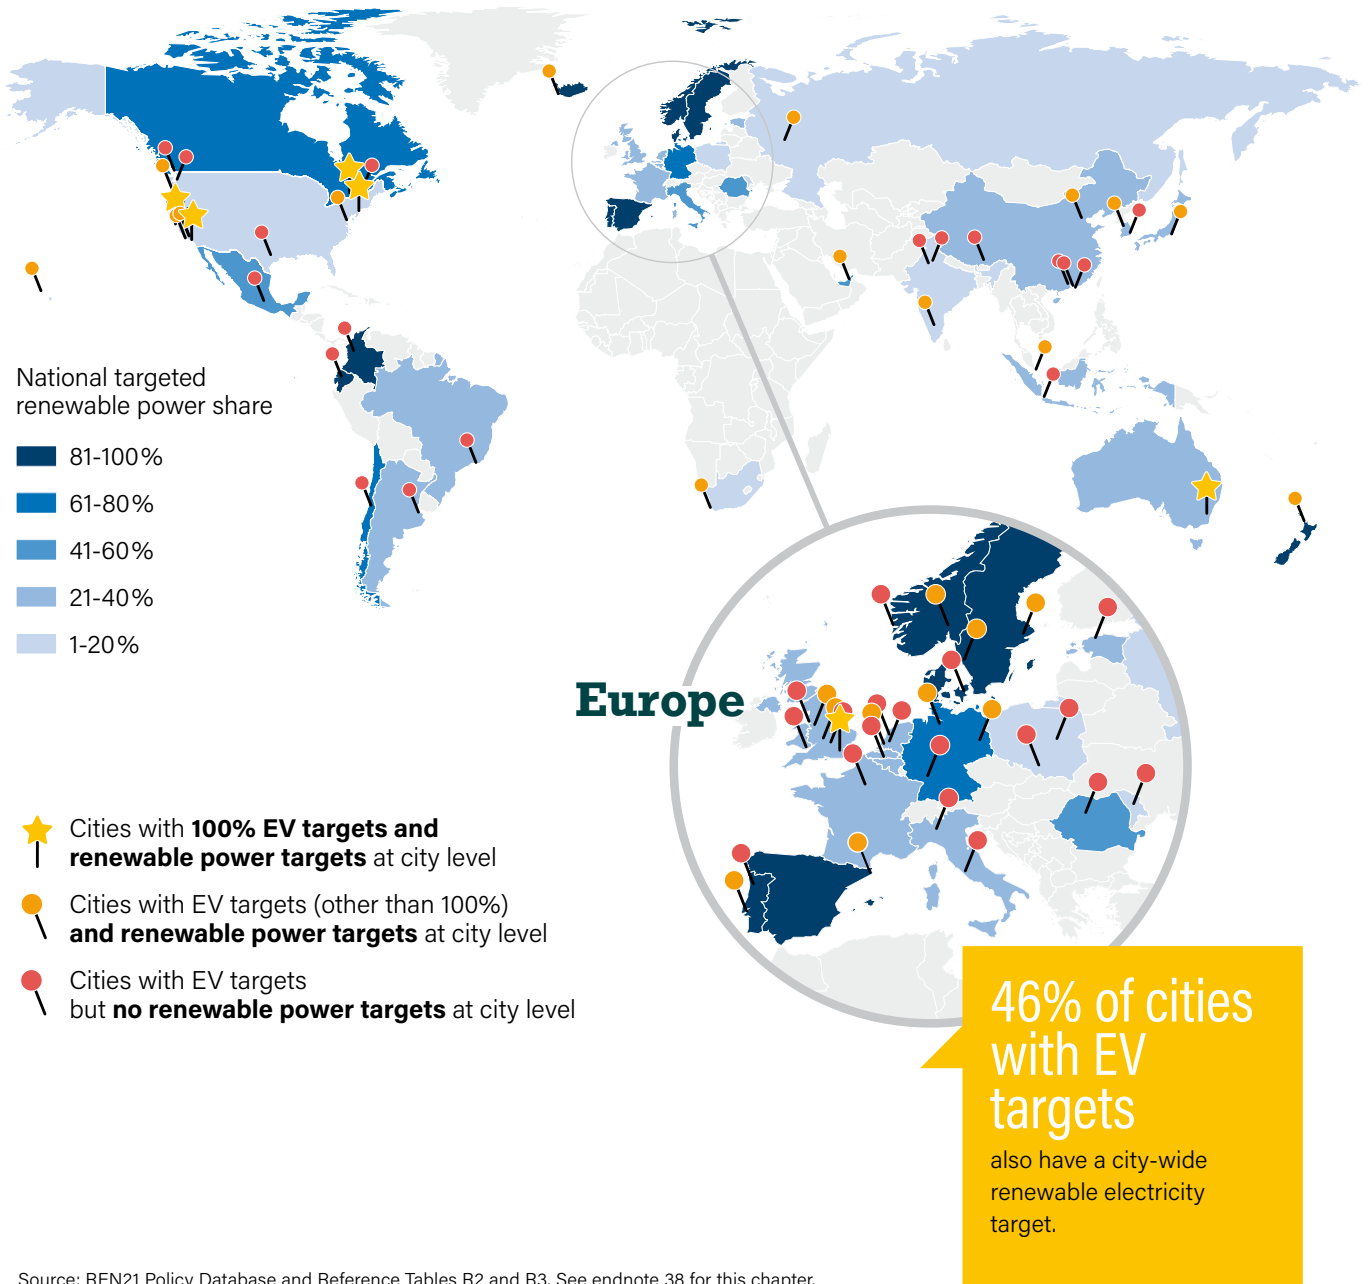 National targeted
renewable power share
81-100%
61-80%
41-60%
21-40%
1-20%
Europe
Cities with 100% EV targets and
renewable power targets at city level
Cities with EV targets (other than 100%)
and renewable power targets at city level
Cities with EV targets
but no renewable power targets at city level
46% of cities
with EV
targets
also have a city-wide
renewable electricity
target.
Source: REN21 Policy Database and Reference Tables R2 and R3. See endnote 38 for this chapter.